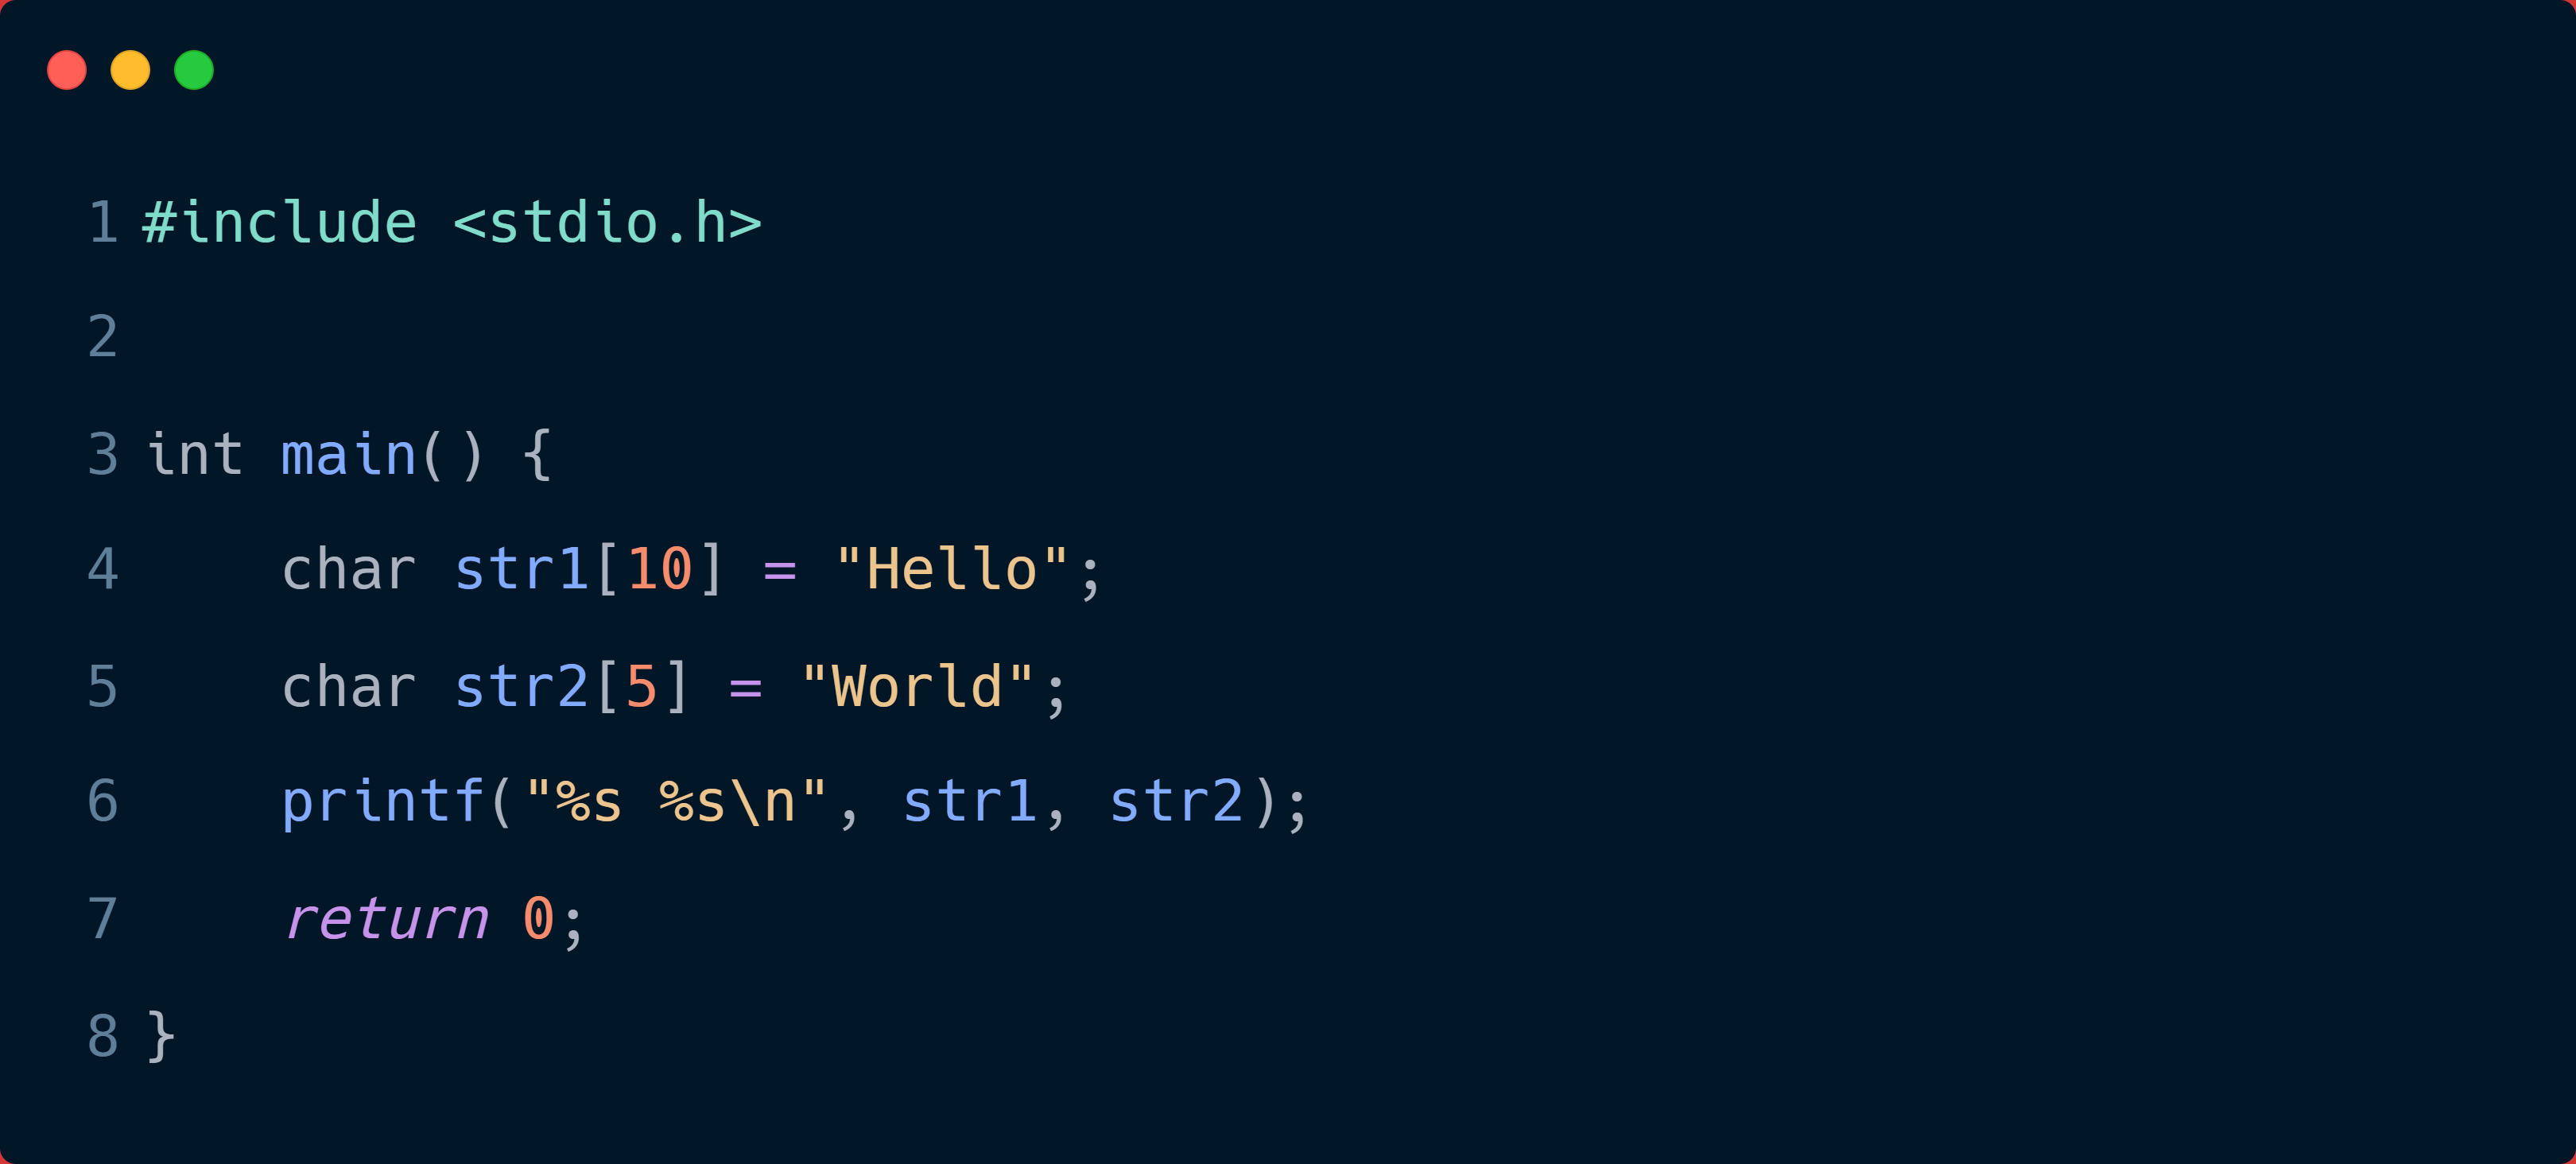 1 #include <stdio.h>
2
3 int main() {
4     char str1[10] = "Hello";
5     char str2[5] = "World";
6     printf("%s %s\n", str1, str2);
7     return 0;
8 }